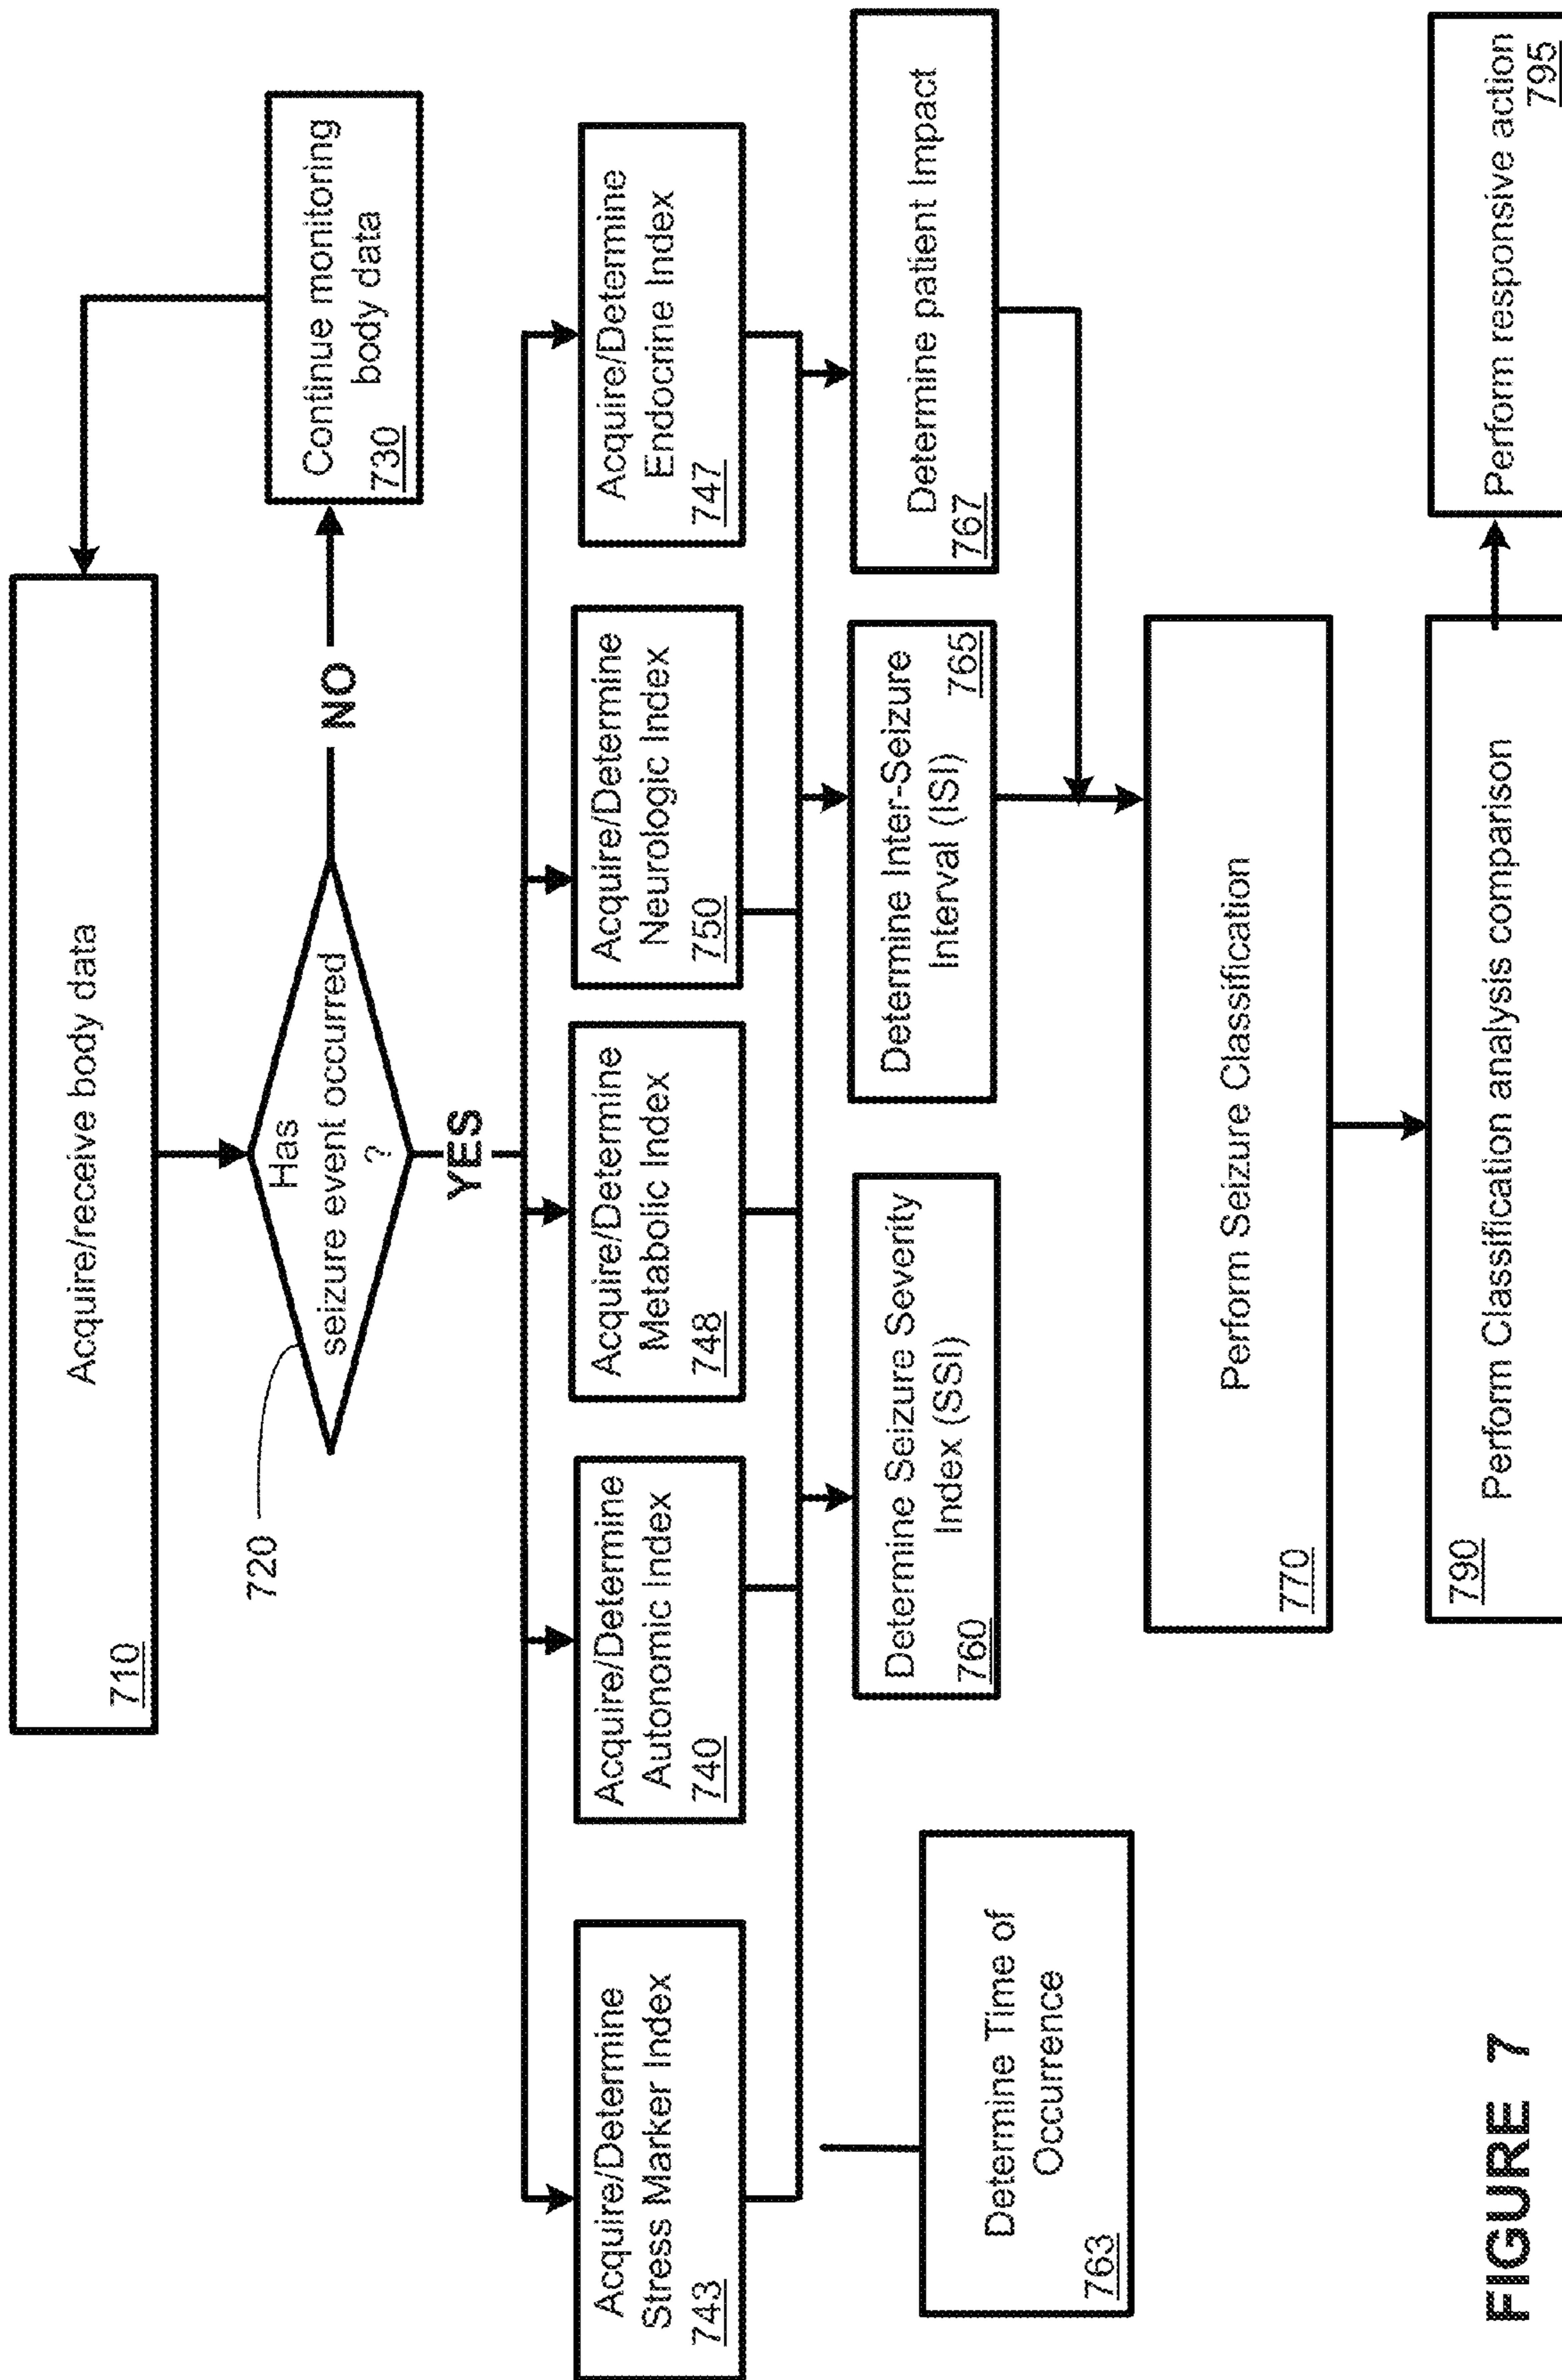 Acquire/receive body data
710
720
Has
seizure event occurred
?
NO
Continue monitoring
body data
730
YES
Acquire/Determine
Stress Marker Index
743
Acquire/Determine
Autonomic Index
740
Acquire/Determine
Metabolic Index
748
Acquire/Determine
Neurologic Index
750
Acquire/Determine
Endocrine Index
747
Determine Time of
Occurrence
763
Determine Seizure Severity
Index (SSI)
760
Determine Inter-Seizure
Interval (ISI)
765
Determine patient Impact
767
Perform Seizure Classification
770
790
Perform Classification analysis comparison
Perform responsive action
795
FIGURE 7